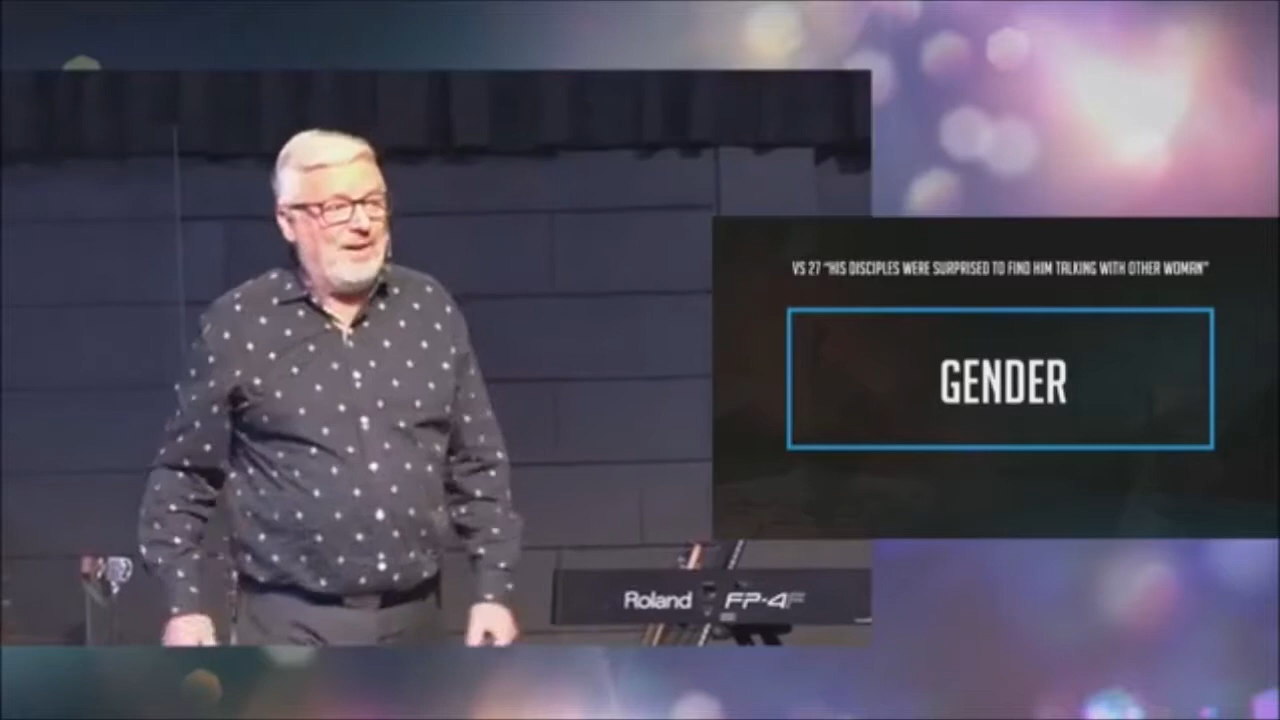 VS 27 "HIS DISCIPLES WERE SURPRISED TO FIND HIM TALKING WITH OTHER WOMAN"
GENDER
Roland FP-4F